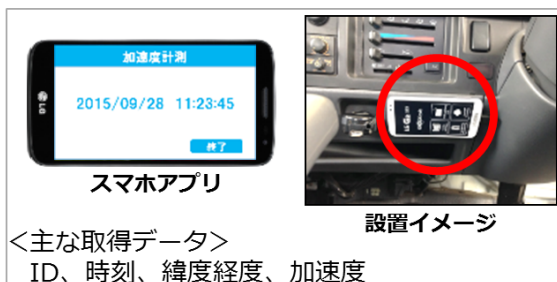 加速度計測
2015/09/28 11:23:45
終了
LG
スマホアプリ
設置イメージ
<主な取得データ>
ID、時刻、緯度経度、加速度